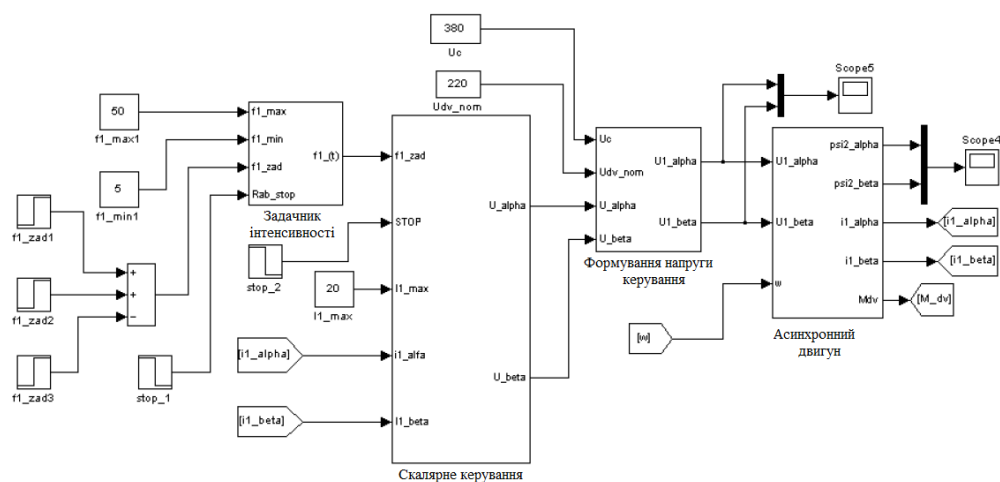 380
Uc
220
Udv_nom
Scope5
50
f1_max1
5
f1_min1
f1_max
f1_min
f1_zad
Rab_stop
f1_(t)
Задачник
інтенсивності
f1_zad1
f1_zad2
f1_zad3
+
+
−
stop_1
stop_2
20
I1_max
[i1_alpha]
[i1_beta]
f1_zad
STOP
I1_max
i1_alfa
I1_beta
U_alpha
U_beta
Скалярне керування
Uc
Udv_nom
U_alpha
U_beta
U1_alpha
U1_beta
Формування напруги
керування
[w]
U1_alpha
U1_beta
w
psi2_alpha
psi2_beta
i1_alpha
i1_beta
Mdv
Асинхронний
двигун
Scope4
[i1_alpha]
[i1_beta]
[M_dv]